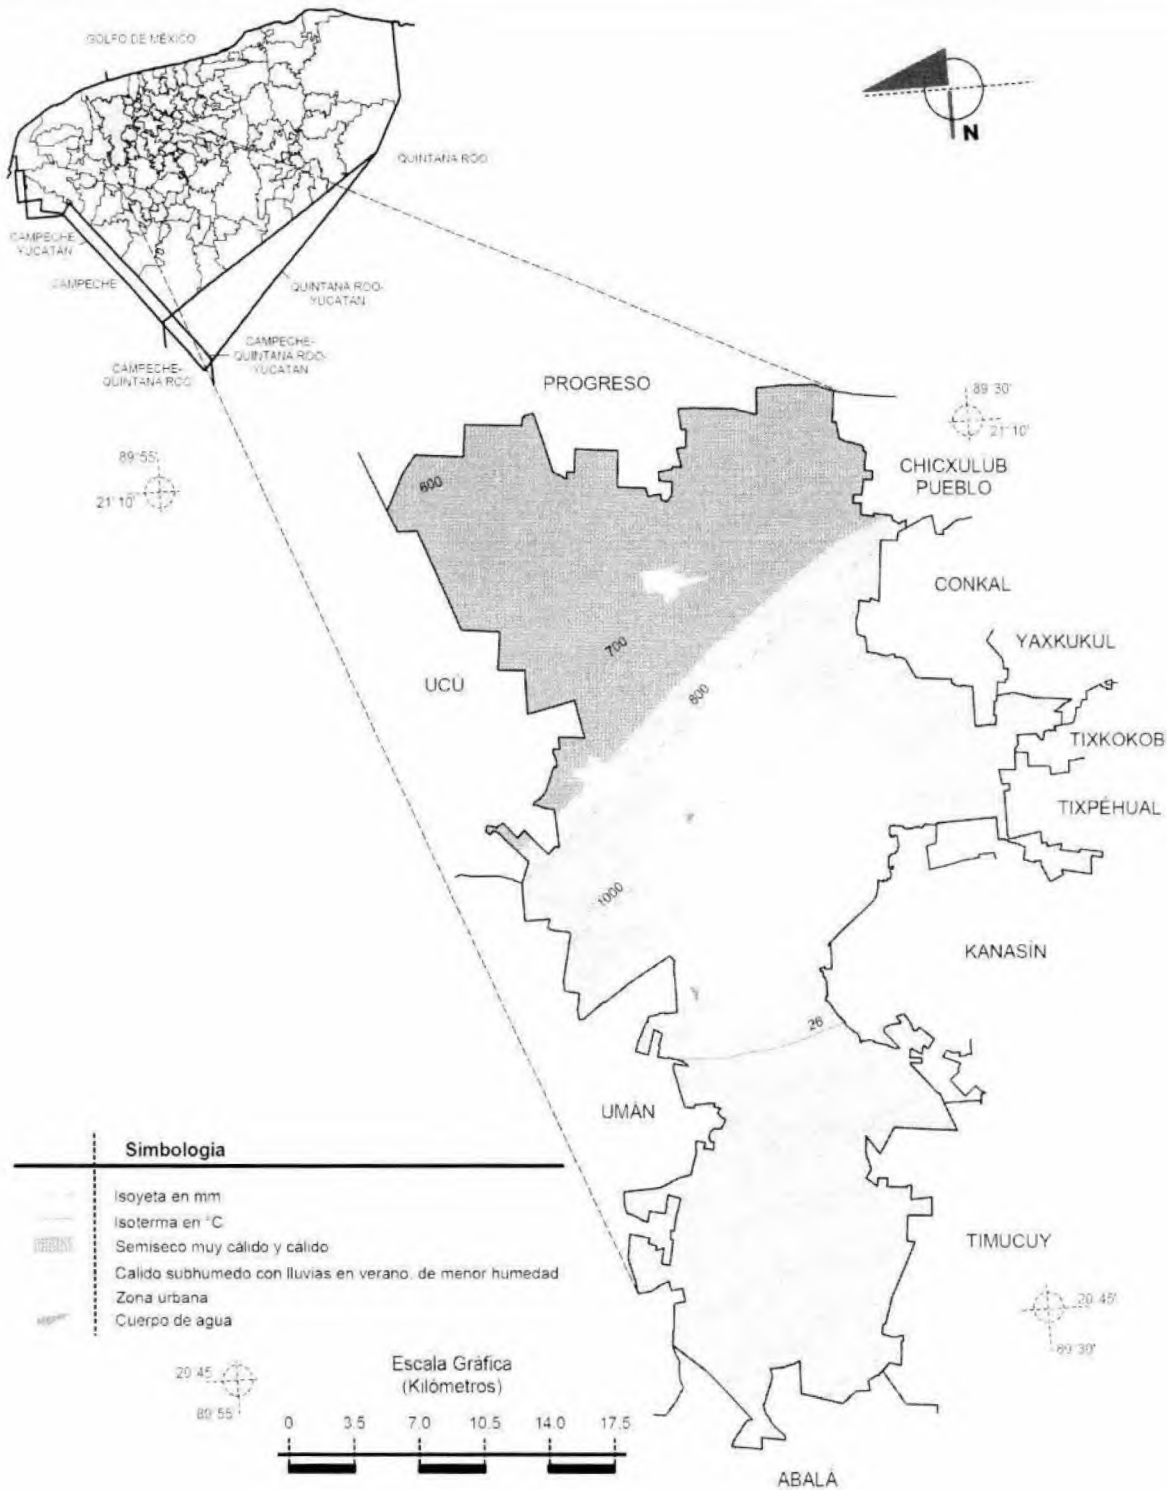 GOLFO DE MÉXICO
N
QUINTANA ROO
CAMPECHE
YUCATÁN
CAMPECHE
QUINTANA ROO-
YUCATÁN
CAMPECHE-
QUINTANA ROO-
YUCATÁN
CAMPECHE-
QUINTANA ROO
PROGRESO
89°30'
21°10'
89°55'
21°10'
CHICXULUB
PUEBLO
600
CONKAL
700
YAXKUKUL
UCÚ
800
TIXKOKOB
TIXPÉHUAL
1000
KANASÍN
26
UMÁN
Simbología
Isoyeta en mm
Isoterma en °C
Semiseco muy cálido y cálido
Calido subhumedo con lluvias en verano, de menor humedad
Zona urbana
Cuerpo de agua
TIMUCUY
20°45'
89°30'
20°45
89°55'
Escala Gráfica
(Kilómetros)
0 3.5 7.0 10.5 14.0 17.5
ABALÁ